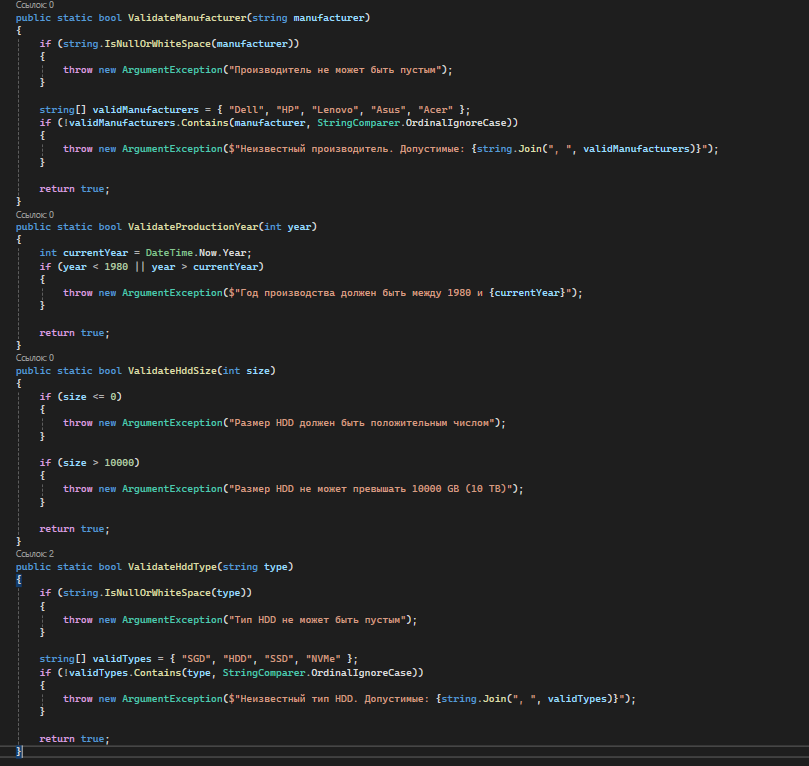 Ссылок: 0
public static bool ValidateManufacturer(string manufacturer)
{
    if (string.IsNullOrWhiteSpace(manufacturer))
    {
        throw new ArgumentException("Производитель не может быть пустым");
    }

    string[] validManufacturers = { "Dell", "HP", "Lenovo", "Asus", "Acer" };
    if (!validManufacturers.Contains(manufacturer, StringComparer.OrdinalIgnoreCase))
    {
        throw new ArgumentException($"Неизвестный производитель. Допустимые: {string.Join(", ", validManufacturers)}");
    }

    return true;
}
Ссылок: 0
public static bool ValidateProductionYear(int year)
{
    int currentYear = DateTime.Now.Year;
    if (year < 1980 || year > currentYear)
    {
        throw new ArgumentException($"Год производства должен быть между 1980 и {currentYear}");
    }

    return true;
}
Ссылок: 0
public static bool ValidateHddSize(int size)
{
    if (size <= 0)
    {
        throw new ArgumentException("Размер HDD должен быть положительным числом");
    }

    if (size > 10000)
    {
        throw new ArgumentException("Размер HDD не может превышать 10000 GB (10 TB)");
    }

    return true;
}
Ссылок: 2
public static bool ValidateHddType(string type)
{
    if (string.IsNullOrWhiteSpace(type))
    {
        throw new ArgumentException("Тип HDD не может быть пустым");
    }

    string[] validTypes = { "SGD", "HDD", "SSD", "NVMe" };
    if (!validTypes.Contains(type, StringComparer.OrdinalIgnoreCase))
    {
        throw new ArgumentException($"Неизвестный тип HDD. Допустимые: {string.Join(", ", validTypes)}");
    }

    return true;
}